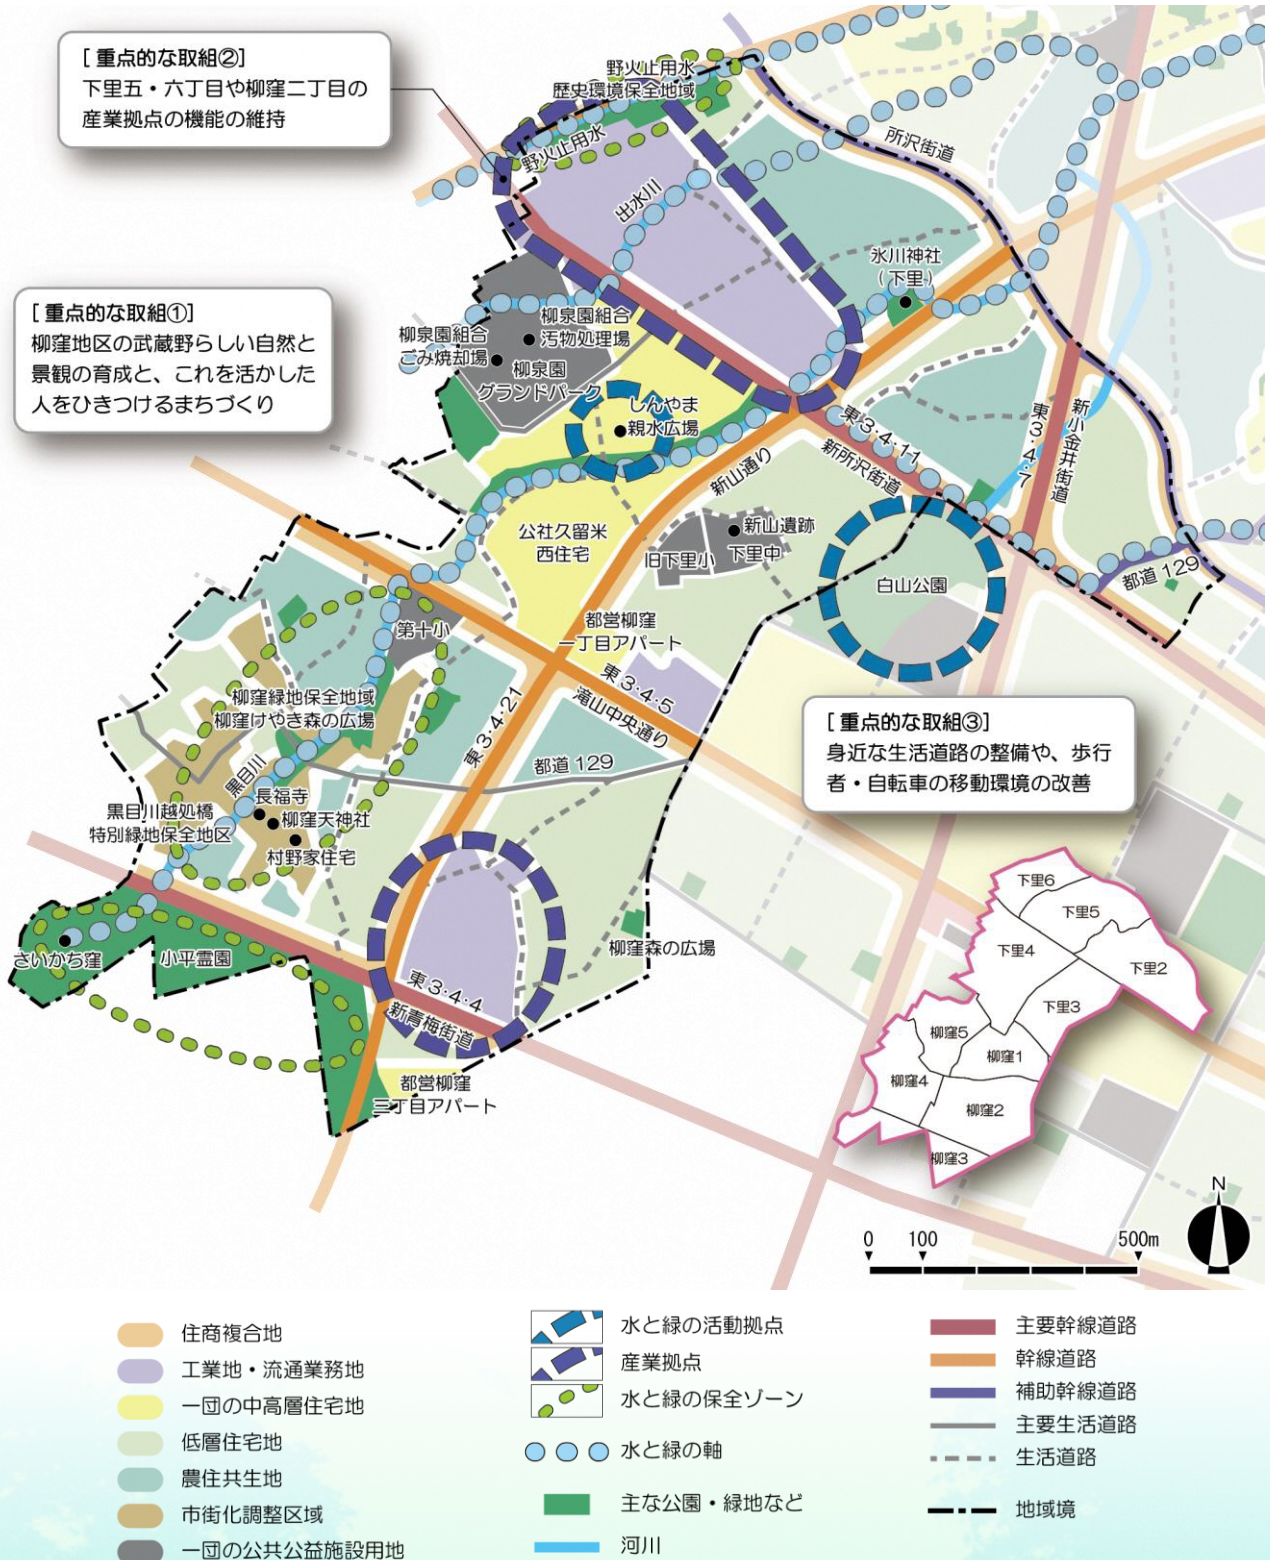 [ 重点的な取組②]
下里五・六丁目や柳窪二丁目の
産業拠点の機能の維持
野火止用水
歴史環境保全地域
野火止用水
所沢街道
出水川
氷川神社
(下里)
[ 重点的な取組①]
柳窪地区の武蔵野らしい自然と
景観の育成と、これを活かした
人をひきつけるまちづくり
柳泉園組合
ごみ焼却場
柳泉園組合
汚物処理場
柳泉園
グランドパーク
しんやま
親水広場
東3・4・11
新所沢街道
東3・4・7
新小金井街道
新山通り
公社久留米
西住宅
新山遺跡
旧下里小
下里中
白山公園
都道129
第十小
都営柳窪
一丁目アパート
東3・4・5
滝山中央通り
東3・4・21
柳窪緑地保全地域
柳窪けやき森の広場
黒目川
都道129
[ 重点的な取組③]
身近な生活道路の整備や、歩行
者・自転車の移動環境の改善
長福寺
柳窪天神社
村野家住宅
黒目川越処橋
特別緑地保全地区
さいかち窪
小平霊園
柳窪森の広場
東3・4・4
新青梅街道
都営柳窪
三丁目アパート
下里6
下里5
下里4
下里2
下里3
柳窪5
柳窪1
柳窪4
柳窪2
柳窪3
N
0 100 500m
住商複合地
工業地・流通業務地
一団の中高層住宅地
低層住宅地
農住共生地
市街化調整区域
一団の公共公益施設用地
水と緑の活動拠点
産業拠点
水と緑の保全ゾーン
水と緑の軸
主な公園・緑地など
河川
主要幹線道路
幹線道路
補助幹線道路
主要生活道路
生活道路
地域境